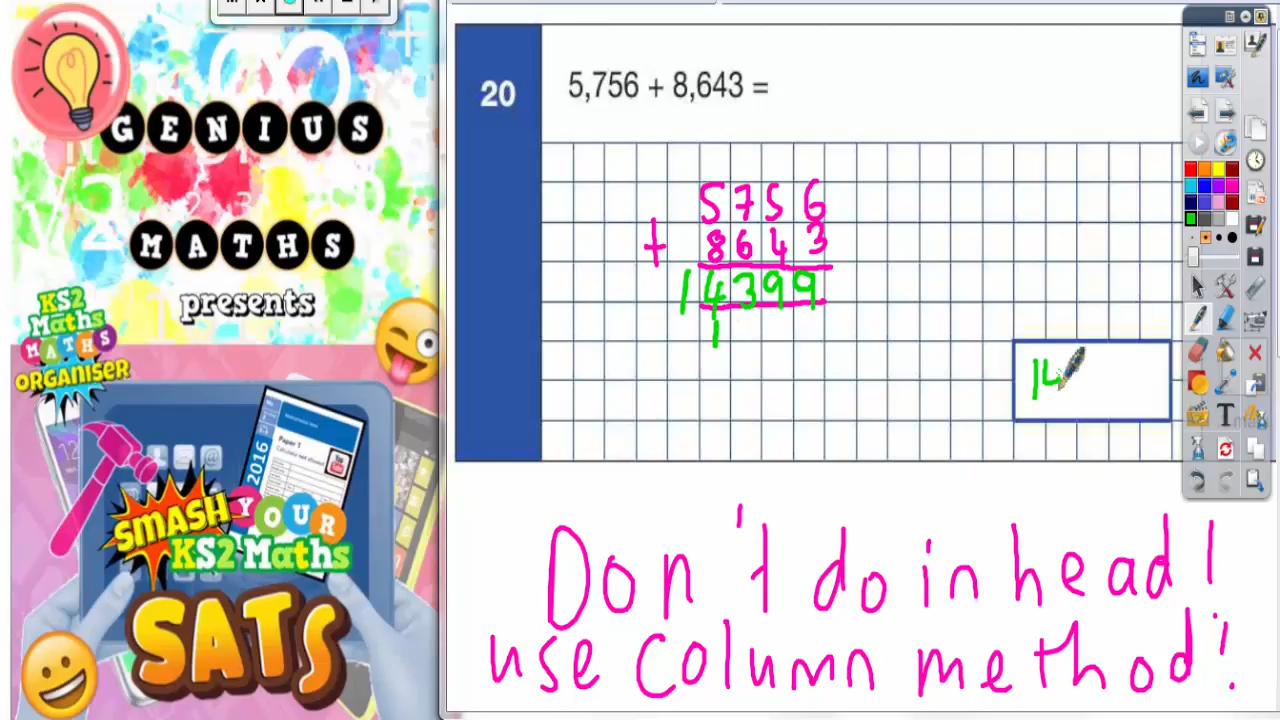 GENIUS
MATHS
presents
KS2
Maths
MATHS
ORGANISER
2016
Paper 1
SMASH YOUR
KS2 Maths
SATS
20
5,756 + 8,643 =
5756
+ 8643
14399
1
14
Don't do in head!
use column method!